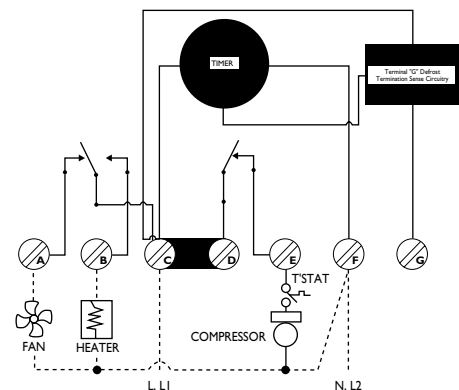 TIMER
Terminal "G" Defrost
Termination Sense Circuitry
A
B
C
D
E
F
G
T'STAT
COMPRESSOR
FAN
HEATER
L, L1
N, L2